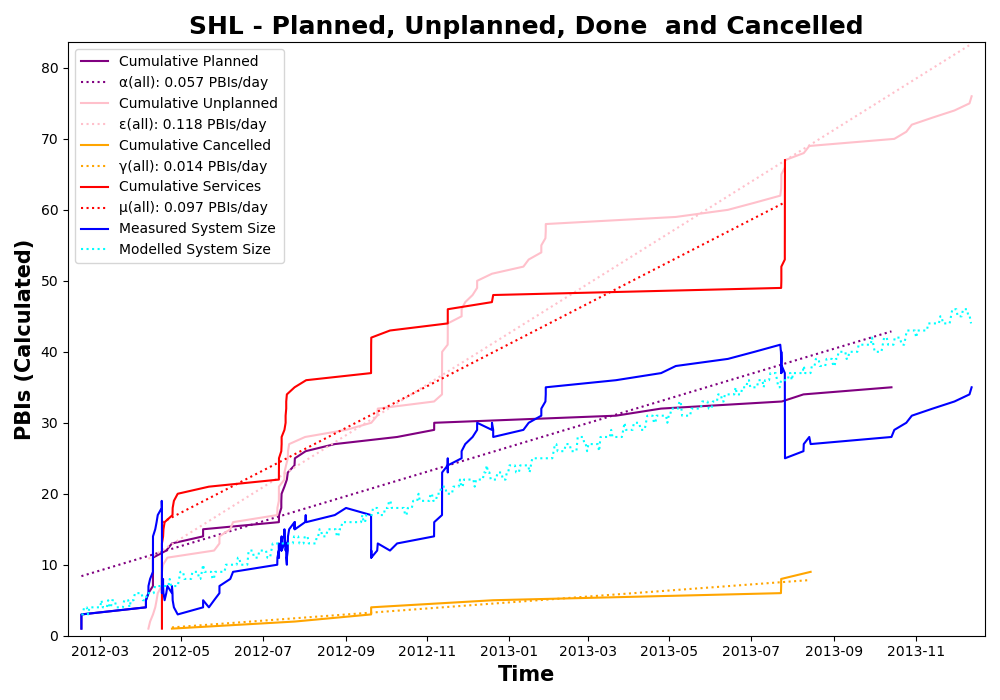 SHL - Planned, Unplanned, Done  and Cancelled
Cumulative Planned
α(all): 0.057 PBIs/day
Cumulative Unplanned
ε(all): 0.118 PBIs/day
Cumulative Cancelled
γ(all): 0.014 PBIs/day
Cumulative Services
μ(all): 0.097 PBIs/day
Measured System Size
Modelled System Size
PBIs (Calculated)
80
70
60
50
40
30
20
10
0
2012-03 2012-05 2012-07 2012-09 2012-11 2013-01 2013-03 2013-05 2013-07 2013-09 2013-11
Time